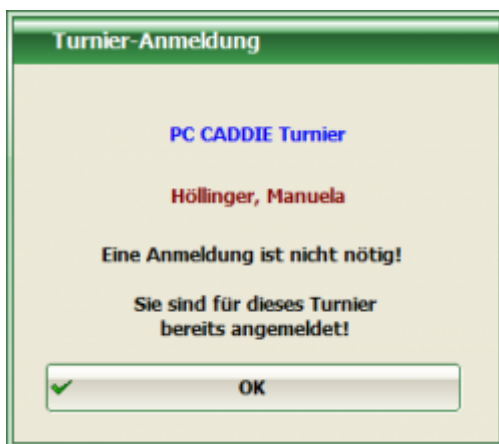 Turnier-Anmeldung
PC CADDIE Turnier
Höllinger, Manuela
Eine Anmeldung ist nicht nötig!
Sie sind für dieses Turnier
bereits angemeldet!
OK